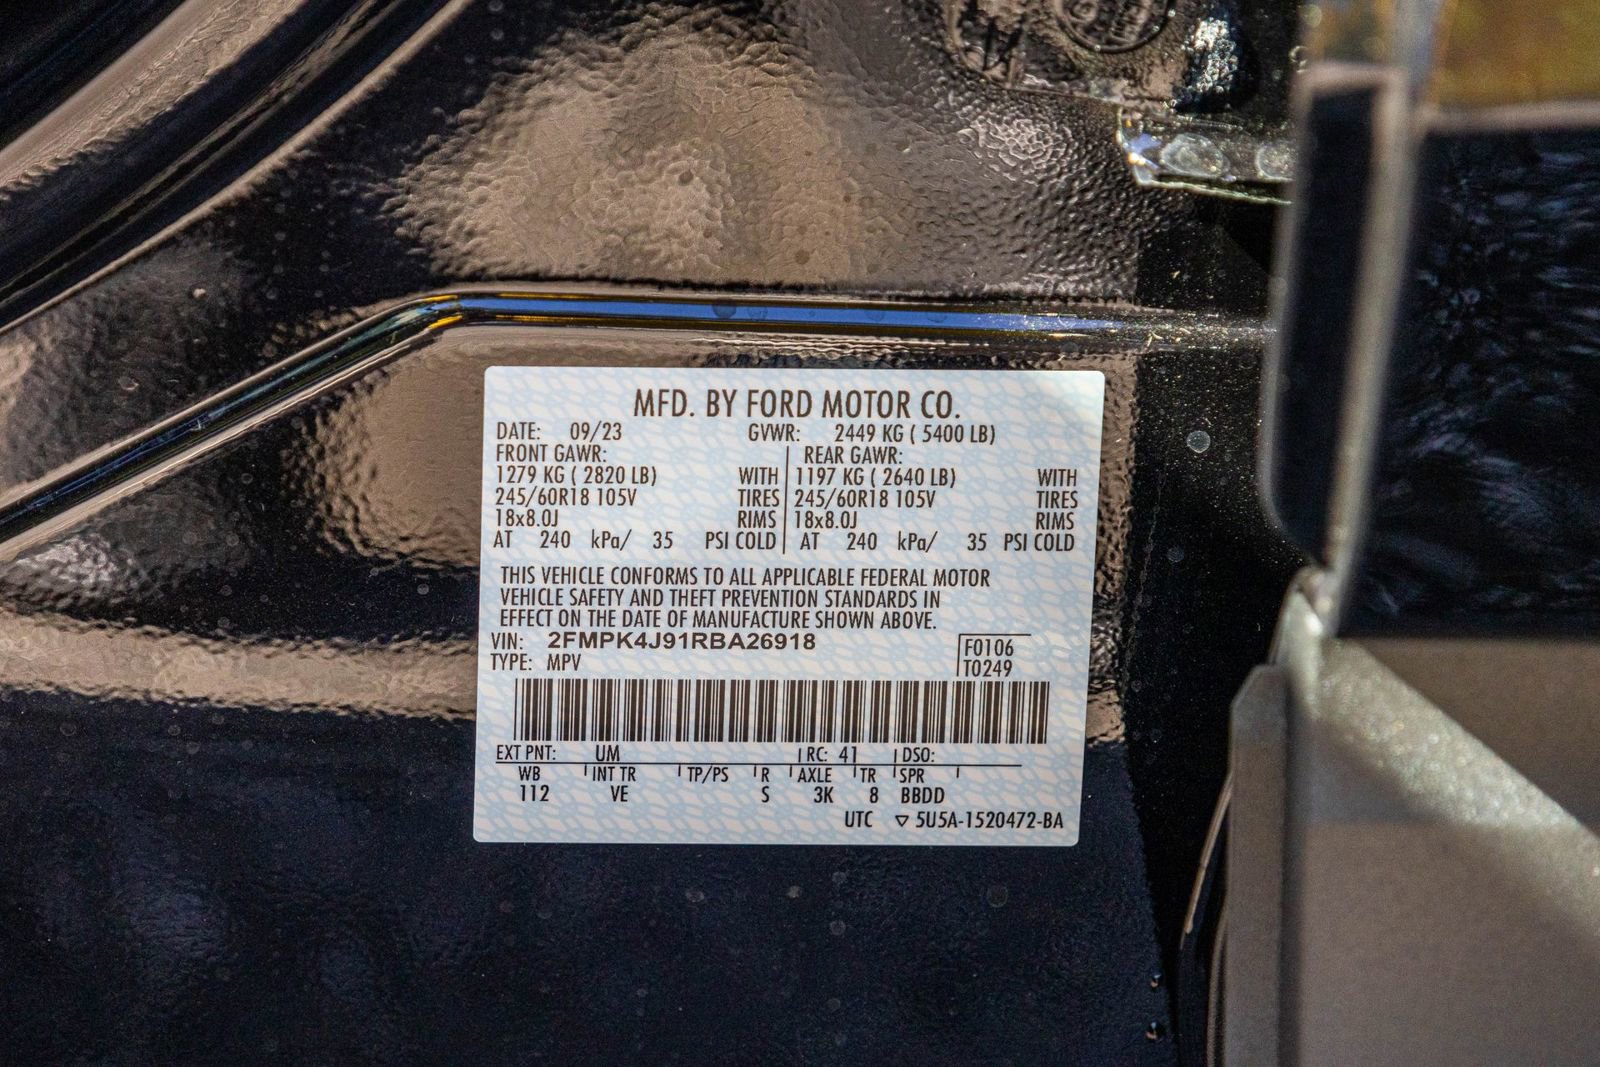 MFD. BY FORD MOTOR CO.
DATE: 09/23 GVWR: 2449 KG ( 5400 LB)
FRONT GAWR: REAR GAWR:
1279 KG ( 2820 LB) WITH 1197 KG ( 2640 LB) WITH
245/60R18 105V TIRES 245/60R18 105V TIRES
18x8.0J RIMS 18x8.0J RIMS
AT 240 kPa/ 35 PSI COLD AT 240 kPa/ 35 PSI COLD
THIS VEHICLE CONFORMS TO ALL APPLICABLE FEDERAL MOTOR
VEHICLE SAFETY AND THEFT PREVENTION STANDARDS IN
EFFECT ON THE DATE OF MANUFACTURE SHOWN ABOVE.
VIN: 2FMPK4J91RBA26918 F0106
TYPE: MPV T0249
EXT PNT: UM RC: 41 DSO:
WB INT TR TP/PS R AXLE TR SPR
112 VE S 3K 8 BBDD
UTC ▽ 5U5A-1520472-BA